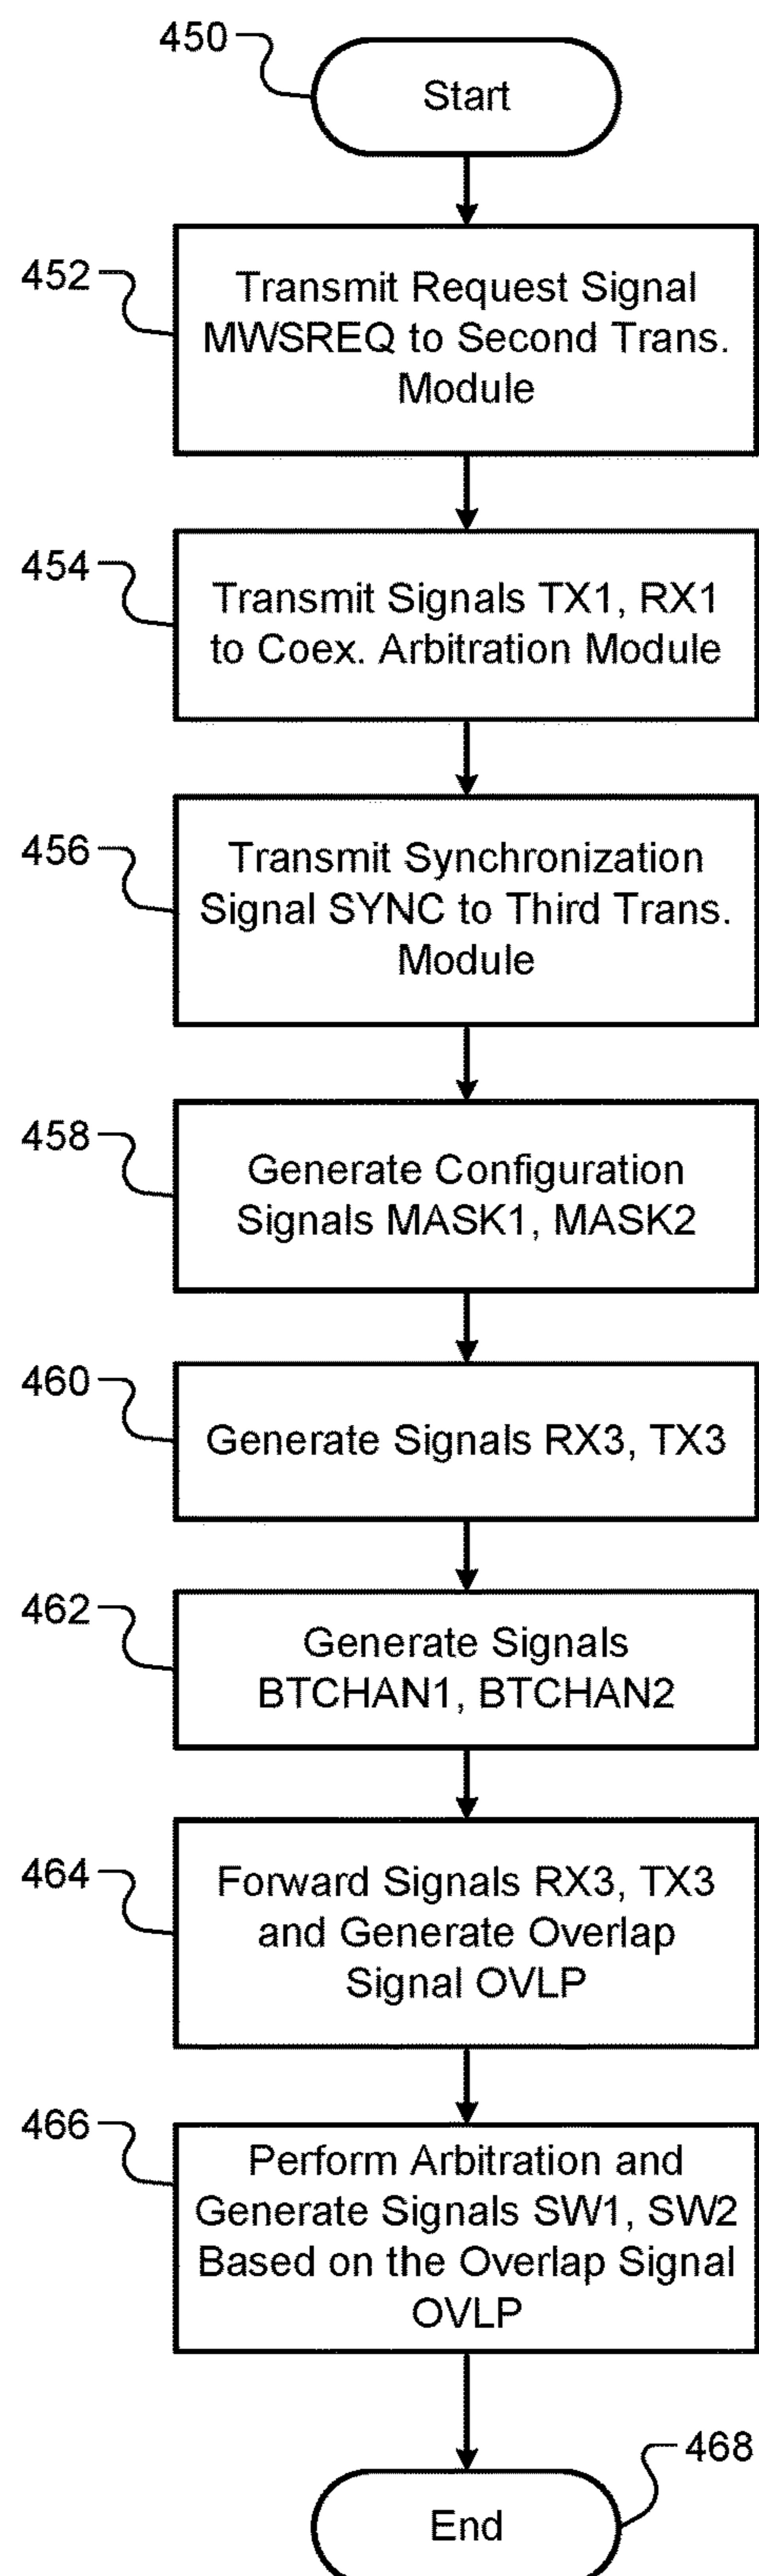 450
Start
452
Transmit Request Signal
MWSREQ to Second Trans.
Module
454
Transmit Signals TX1, RX1
to Coex. Arbitration Module
456
Transmit Synchronization
Signal SYNC to Third Trans.
Module
458
Generate Configuration
Signals MASK1, MASK2
460
Generate Signals RX3, TX3
462
Generate Signals
BTCHAN1, BTCHAN2
464
Forward Signals RX3, TX3
and Generate Overlap
Signal OVLP
466
Perform Arbitration and
Generate Signals SW1, SW2
Based on the Overlap Signal
OVLP
468
End